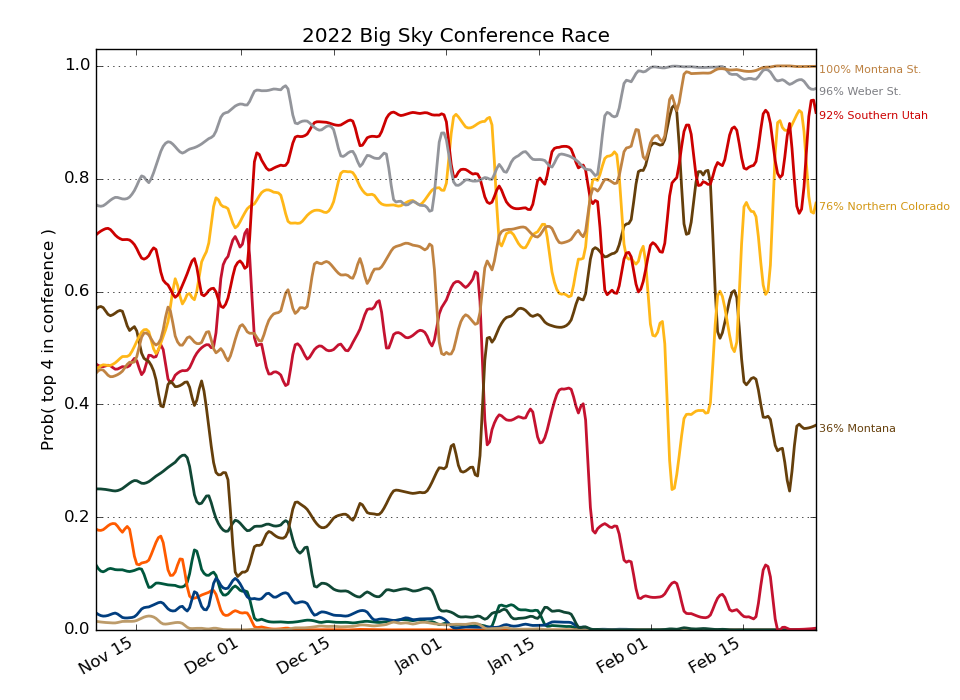 2022 Big Sky Conference Race
Prob( top 4 in conference )
1.0
0.8
0.6
0.4
0.2
0.0
Nov 15
Dec 01
Dec 15
Jan 01
Jan 15
Feb 01
Feb 15
100% Montana St.
96% Weber St.
92% Southern Utah
76% Northern Colorado
36% Montana